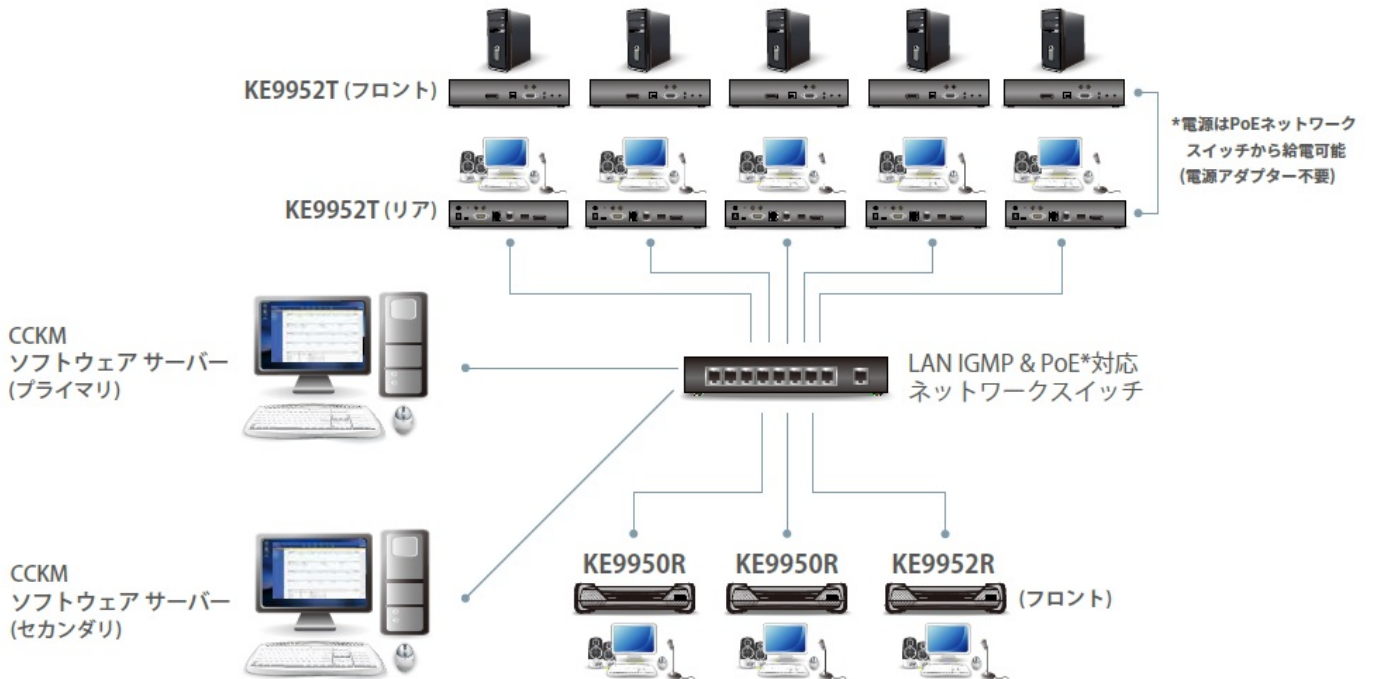 KE9952T (フロント)
*電源はPoEネットワーク
スイッチから給電可能
(電源アダプター不要)
KE9952T (リア)
CCKM
ソフトウェア サーバー
(プライマリ)
LAN IGMP & PoE*対応
ネットワークスイッチ
CCKM
ソフトウェア サーバー
(セカンダリ)
KE9950R
KE9950R
KE9952R
(フロント)